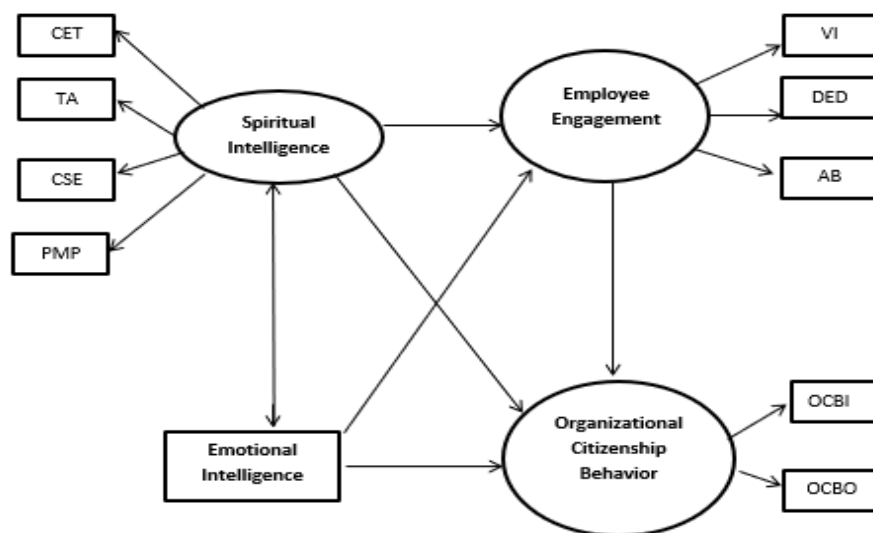 CET
TA
CSE
PMP
Spiritual
Intelligence
Employee
Engagement
VI
DED
AB
Emotional
Intelligence
Organizational
Citizenship
Behavior
OCBI
OCBO